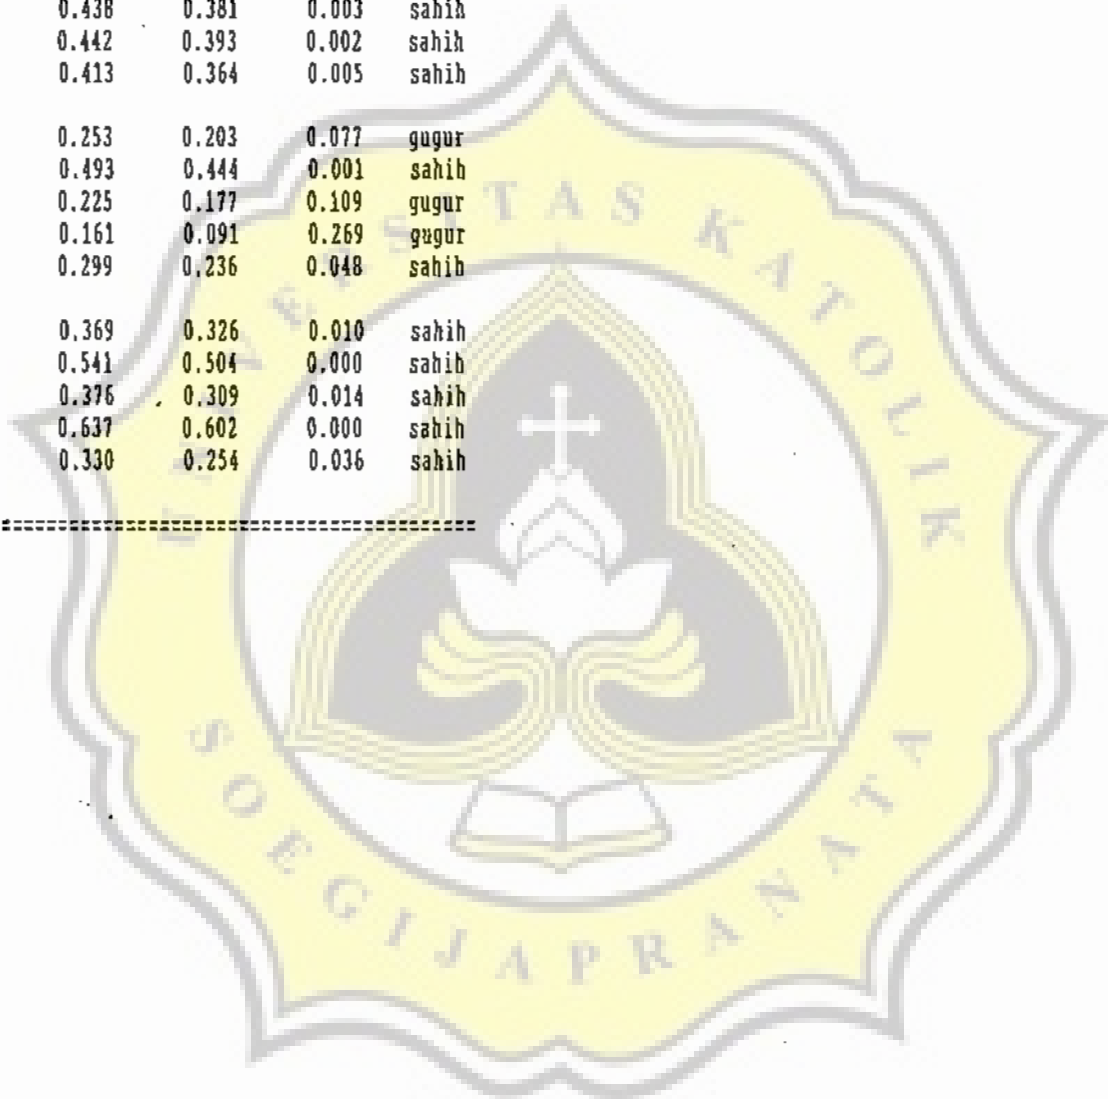 0.438 0.381 0.003 sahih
0.442 0.393 0.002 sahih
0.413 0.364 0.005 sahih
0.253 0.203 0.077 gugur
0.493 0.444 0.001 sahih
0.225 0.177 0.109 gugur
0.161 0.091 0.269 gugur
0.299 0.236 0.048 sahih
0.369 0.326 0.010 sahih
0.541 0.504 0.000 sahih
0.376 0.309 0.014 sahih
0.637 0.602 0.000 sahih
0.330 0.254 0.036 sahih
==========================================
UNIVERSITAS KATOLIK
SOEGIJAPRANATA